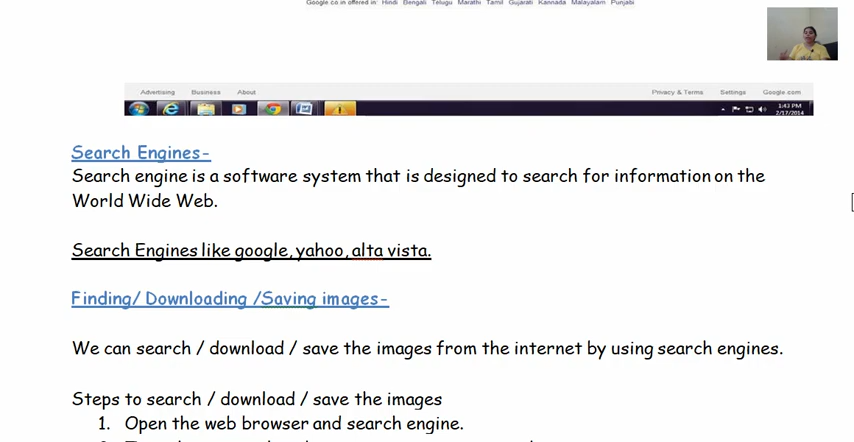 Google.co.in offered in: Hindi Bengali Telugu Marathi Tamil Gujarati Kannada Malayalam Punjabi
Advertising Business About Privacy & Terms Settings Google.com
1:43 PM
2/17/2014
Search Engines-
Search engine is a software system that is designed to search for information on the
World Wide Web.
Search Engines like google, yahoo, alta vista.
Finding/ Downloading /Saving images-
We can search / download / save the images from the internet by using search engines.
Steps to search / download / save the images
1. Open the web browser and search engine.